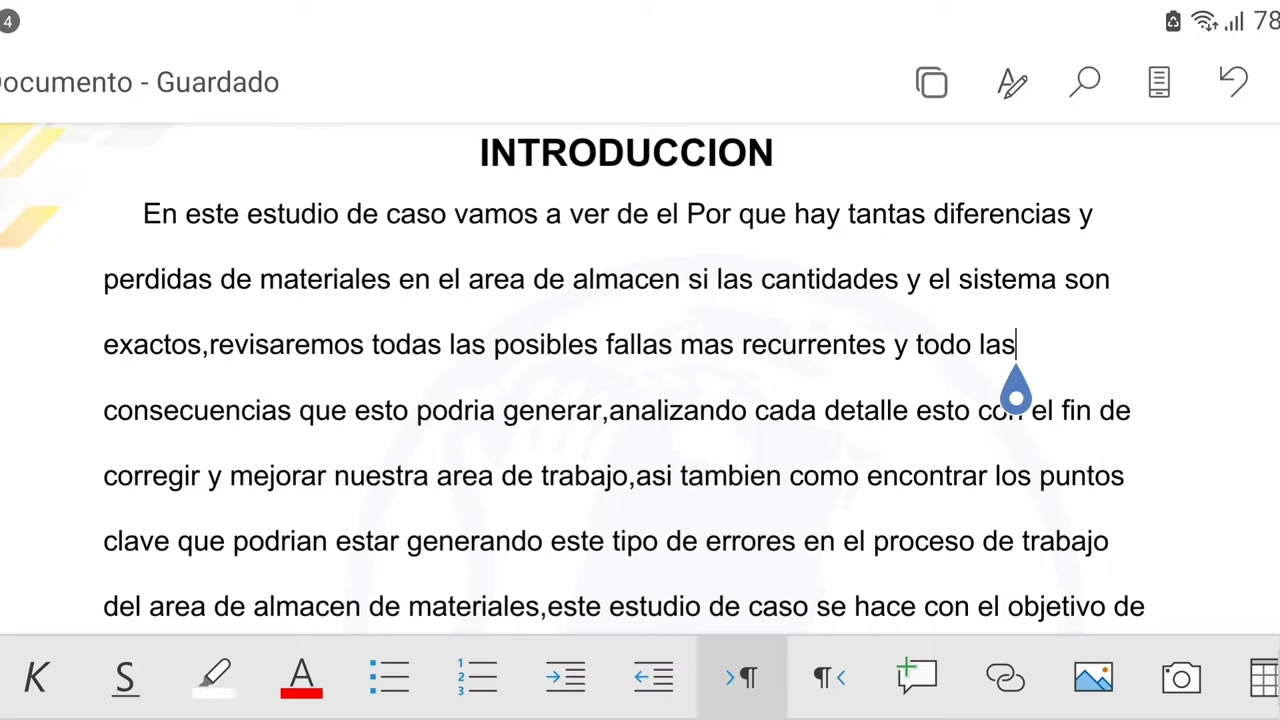 4
78
Documento - Guardado
INTRODUCCION
En este estudio de caso vamos a ver de el Por que hay tantas diferencias y
perdidas de materiales en el area de almacen si las cantidades y el sistema son
exactos,revisaremos todas las posibles fallas mas recurrentes y todo las
consecuencias que esto podria generar,analizando cada detalle esto con el fin de
corregir y mejorar nuestra area de trabajo,asi tambien como encontrar los puntos
clave que podrian estar generando este tipo de errores en el proceso de trabajo
del area de almacen de materiales,este estudio de caso se hace con el objetivo de
K S A